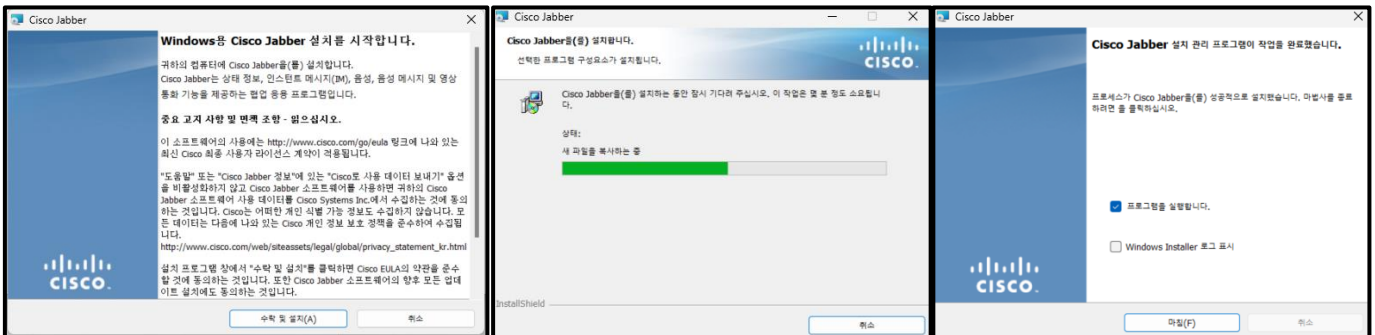 Cisco Jabber
Windows용 Cisco Jabber 설치를 시작합니다.
귀하의 컴퓨터에 Cisco Jabber을(를) 설치합니다.
Cisco Jabber는 상태 정보, 인스턴트 메시지(IM), 음성, 음성 메시지 및 영상
통화 기능을 제공하는 협업 응용 프로그램입니다.
중요 고지 사항 및 면책 조항 - 읽으십시오.
이 소프트웨어의 사용에는 http://www.cisco.com/go/eula 링크에 나와 있는
최신 Cisco 최종 사용자 라이선스 계약이 적용됩니다.
"도움말" 또는 "Cisco Jabber 정보"에 있는 "Cisco로 사용 데이터 보내기" 옵션
을 비활성화하지 않고 Cisco Jabber 소프트웨어를 사용하면 귀하의 Cisco
Jabber 소프트웨어 사용 데이터를 Cisco Systems Inc.에서 수집하는 것에 동의
하는 것입니다. Cisco는 어떠한 개인 식별 가능 정보도 수집하지 않습니다. 모
든 데이터는 다음에 나와 있는 Cisco 개인 정보 보호 정책을 준수하여 수집됩
니다.
http://www.cisco.com/web/siteassets/legal/global/privacy_statement_kr.html
설치 프로그램 창에서 "수락 및 설치"를 클릭하면 Cisco EULA의 약관을 준수
할 것에 동의하는 것입니다. 또한 Cisco Jabber 소프트웨어의 향후 모든 업데
이트 설치에도 동의하는 것입니다.
CISCO
수락 및 설치(A)
취소
Cisco Jabber
Cisco Jabber을(를) 설치합니다.
선택한 프로그램 구성요소가 설치됩니다.
CISCO
Cisco Jabber을(를) 설치하는 동안 잠시 기다려 주십시오. 이 작업은 몇 분 정도 소요됩니
다.
상태:
새 파일을 복사하는 중
InstallShield
취소
Cisco Jabber
Cisco Jabber 설치 관리 프로그램이 작업을 완료했습니다.
프로세스가 Cisco Jabber을(를) 성공적으로 설치했습니다. 마법사를 종료
하려면 을 클릭하십시오.
프로그램을 실행합니다.
Windows Installer 로그 표시
CISCO
마침(F)
취소